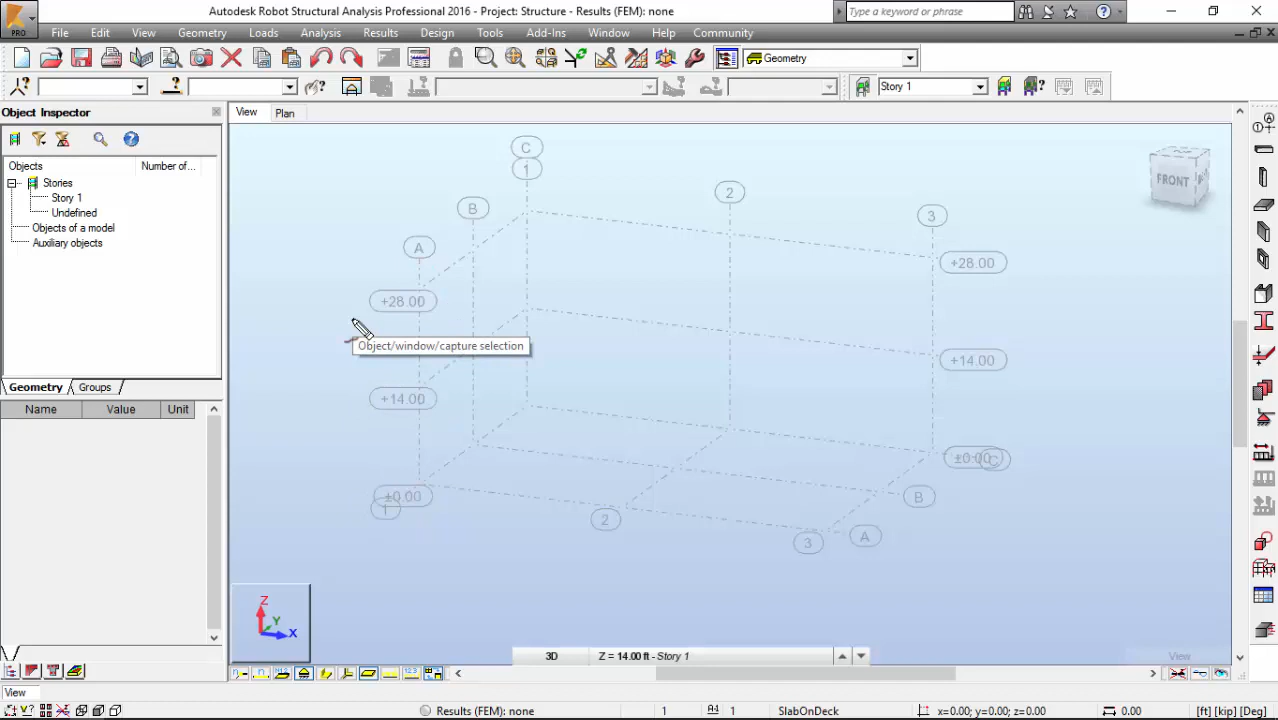 Autodesk Robot Structural Analysis Professional 2016 - Project: Structure - Results (FEM): none
Type a keyword or phrase
PRO
File Edit View Geometry Loads Analysis Results Design Tools Add-Ins Window Help Community
Geometry
Story 1
Object Inspector
View Plan
Objects Number of...
Stories
Story 1
Undefined
Objects of a model
Auxiliary objects
Geometry Groups
Name Value Unit
C
1
2
B
3
A
+28.00
+28.00
FRONT
Object/window/capture selection
+14.00
+14.00
±0.00 C
±0.00
1
B
2
A
3
Z
Y
X
3D Z = 14.00 ft - Story 1
View
View
Results (FEM): none 1 1 SlabOnDeck x=0.00; y=0.00; z=0.00 0.00 [ft] [kip] [Deg]